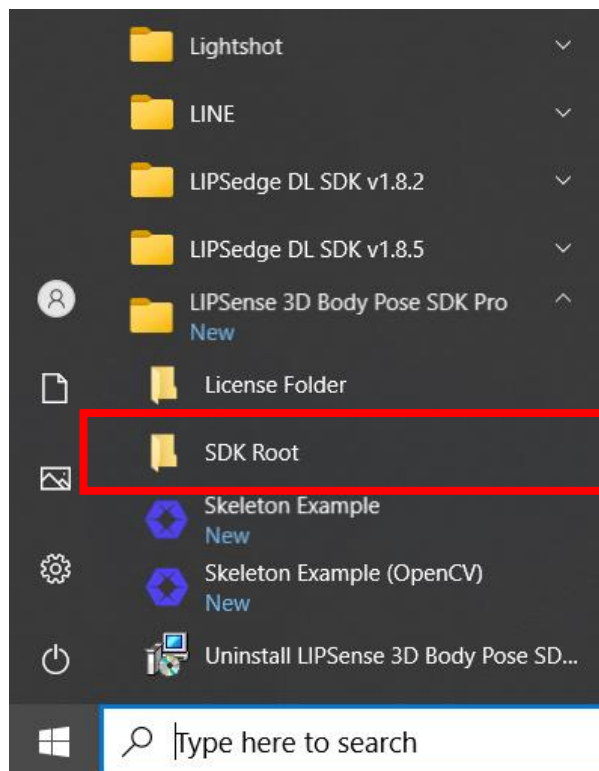 Lightshot
LINE
LIPSedge DL SDK v1.8.2
LIPSedge DL SDK v1.8.5
LIPSense 3D Body Pose SDK Pro
New
License Folder
SDK Root
Skeleton Example
New
Skeleton Example (OpenCV)
New
Uninstall LIPSense 3D Body Pose SD...
Type here to search